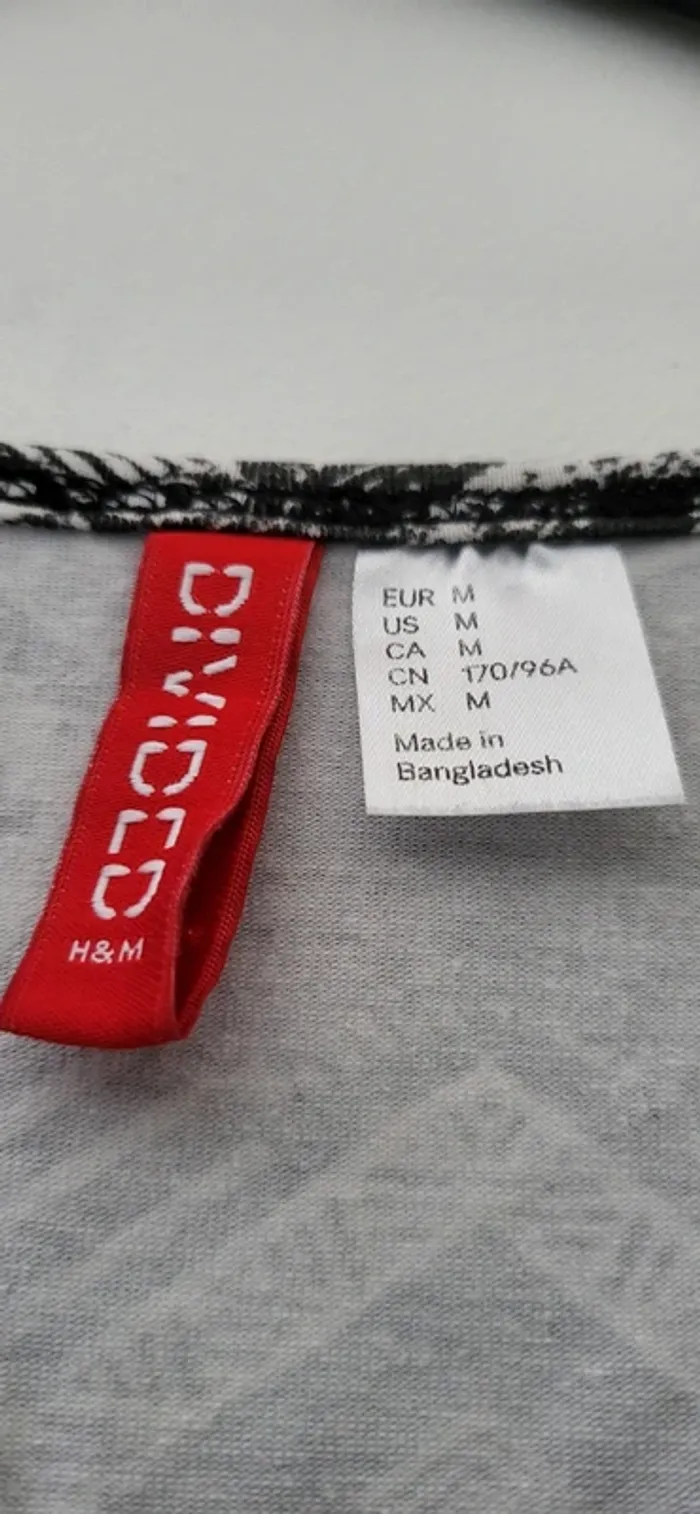 DIVIDED
H&M
EUR M
US M
CA M
CN 170/96A
MX M
Made in
Bangladesh